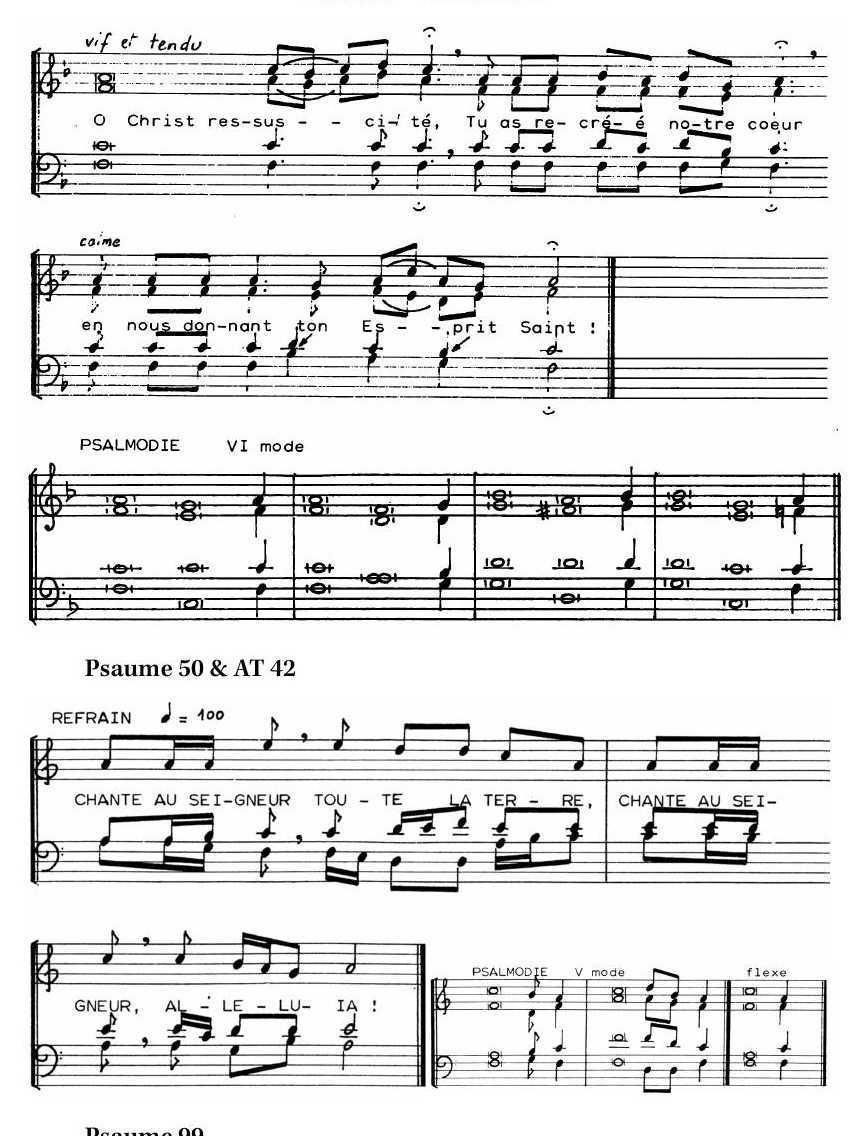 vif et tendu
O Christ res-sus - - ci-té, Tu as re-cré-é no-tre coeur
calme
en nous don-nant ton Es - - prit Saint !
PSALMODIE VI mode
Psaume 50 & AT 42
REFRAIN ♩ = 100
CHANTE AU SEI-GNEUR TOU - TE LA TER - RE, CHANTE AU SEI-
GNEUR, AL - LE - LU- IA !
PSALMODIE V mode flexe
Psaume 99